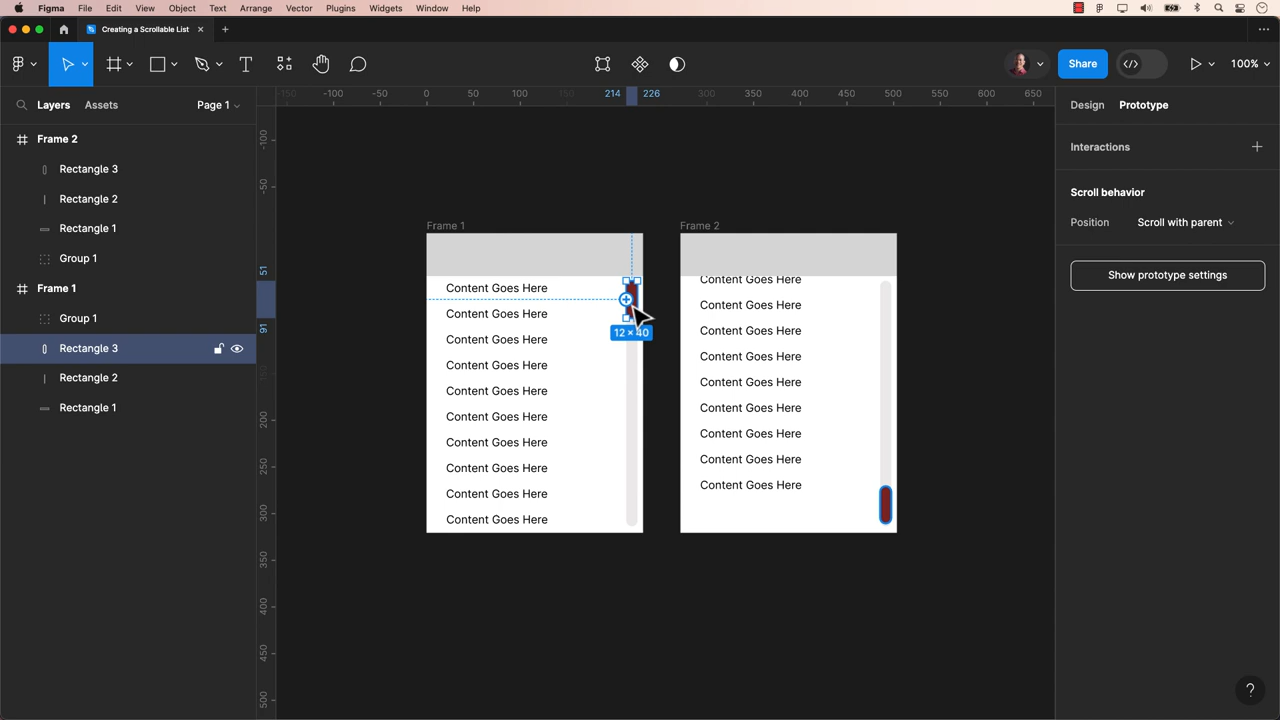 Figma File Edit View Object Text Arrange Vector Plugins Widgets Window Help
Creating a Scrollable List
Share
100%
Layers Assets Page 1
Frame 2
Rectangle 3
Rectangle 2
Rectangle 1
Group 1
Frame 1
Group 1
Rectangle 3
Rectangle 2
Rectangle 1
-150 -100 -50 0 50 100 150 214 226 300 350 400 450 500 550 600 650
-100
-50
51
91
200
250
300
350
400
450
500
Frame 1
Content Goes Here
Content Goes Here
Content Goes Here
Content Goes Here
Content Goes Here
Content Goes Here
Content Goes Here
Content Goes Here
Content Goes Here
Content Goes Here
12 × 40
Frame 2
Content Goes Here
Content Goes Here
Content Goes Here
Content Goes Here
Content Goes Here
Content Goes Here
Content Goes Here
Content Goes Here
Content Goes Here
Design Prototype
Interactions
Scroll behavior
Position Scroll with parent
Show prototype settings
?